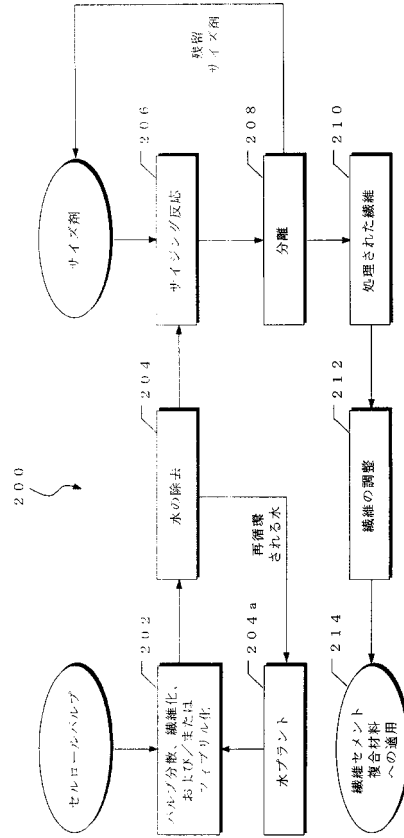 200
セルロールパルプ
202
パルプ分散、繊維化、
および／または
フィブリル化
204
水の除去
再循環
される水
204a
水プラント
サイズ剤
206
サイジング反応
残留
サイズ剤
208
分離
210
処理された繊維
212
繊維の調整
214
繊維セメント
複合材料
への適用